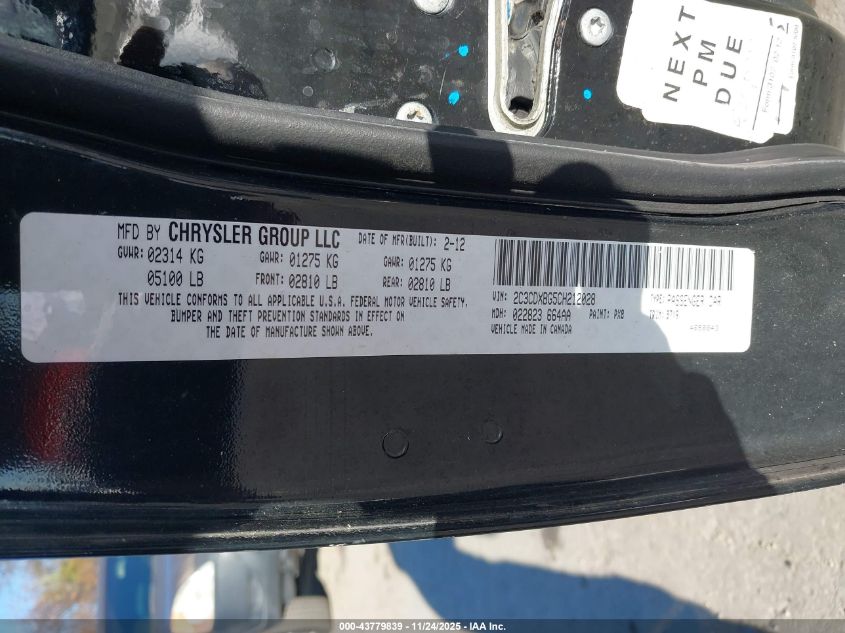 NEXT
PM
DUE
MFD BY CHRYSLER GROUP LLC
DATE OF MFR(BUILT): 2-12
GVWR: 02314 KG GAWR: 01275 KG GAWR: 01275 KG
05100 LB FRONT: 02810 LB REAR: 02810 LB
THIS VEHICLE CONFORMS TO ALL APPLICABLE U.S.A. FEDERAL MOTOR VEHICLE SAFETY,
BUMPER AND THEFT PREVENTION STANDARDS IN EFFECT ON
THE DATE OF MANUFACTURE SHOWN ABOVE.
VIN: 2C3CDXBG5CH212028 TYPE: PASSENGER CAR
MDH: 022823 664AA PAINT: PX8 TRIM:
VEHICLE MADE IN CANADA
000-43779839 | 11/24/2025 | IAA Inc.